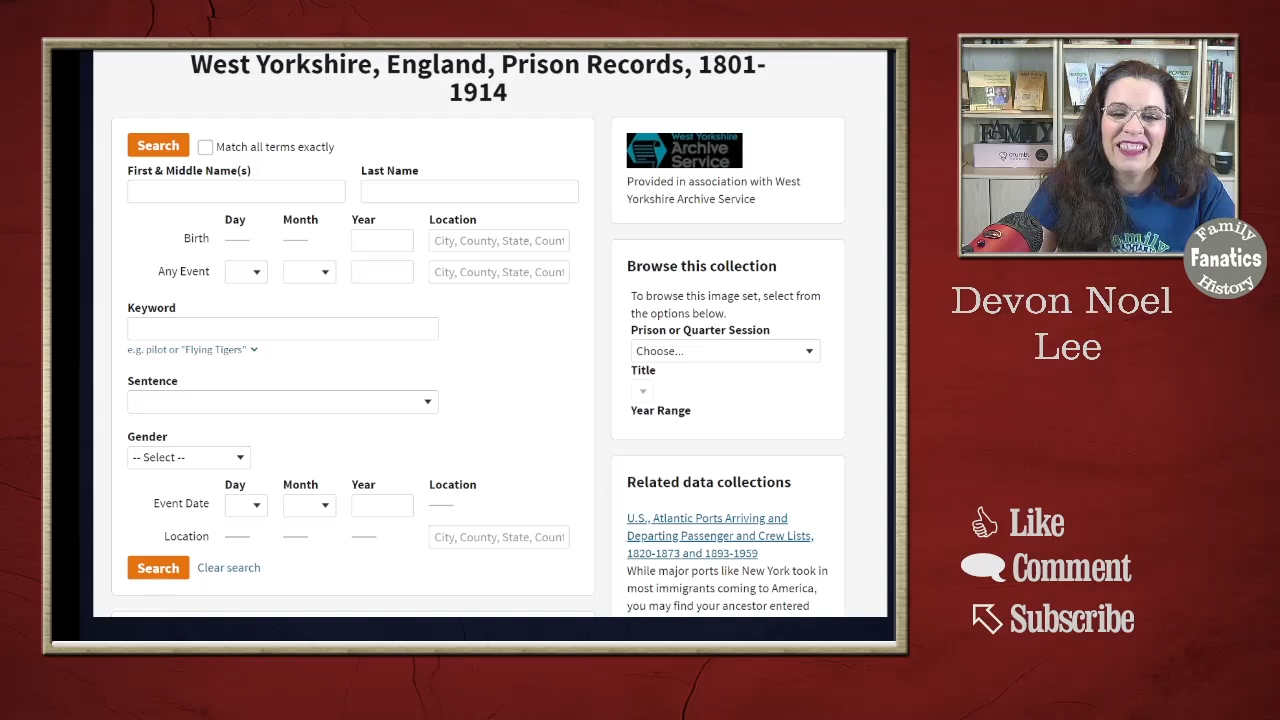 West Yorkshire, England, Prison Records, 1801-
1914
Search
Match all terms exactly
First & Middle Name(s)
Last Name
Day Month Year Location
Birth
City, County, State, Count
Any Event
City, County, State, Count
Keyword
e.g. pilot or "Flying Tigers"
Sentence
Gender
-- Select --
Day Month Year Location
Event Date
Location
City, County, State, Count
Search
Clear search
West Yorkshire
Archive
Service
Provided in association with West
Yorkshire Archive Service
Browse this collection
To browse this image set, select from
the options below.
Prison or Quarter Session
Choose...
Title
Year Range
Related data collections
U.S., Atlantic Ports Arriving and
Departing Passenger and Crew Lists,
1820-1873 and 1893-1959
While major ports like New York took in
most immigrants coming to America,
you may find your ancestor entered
FAMILY
Family
Family
Fanatics
History
Devon Noel
Lee
Like
Comment
Subscribe